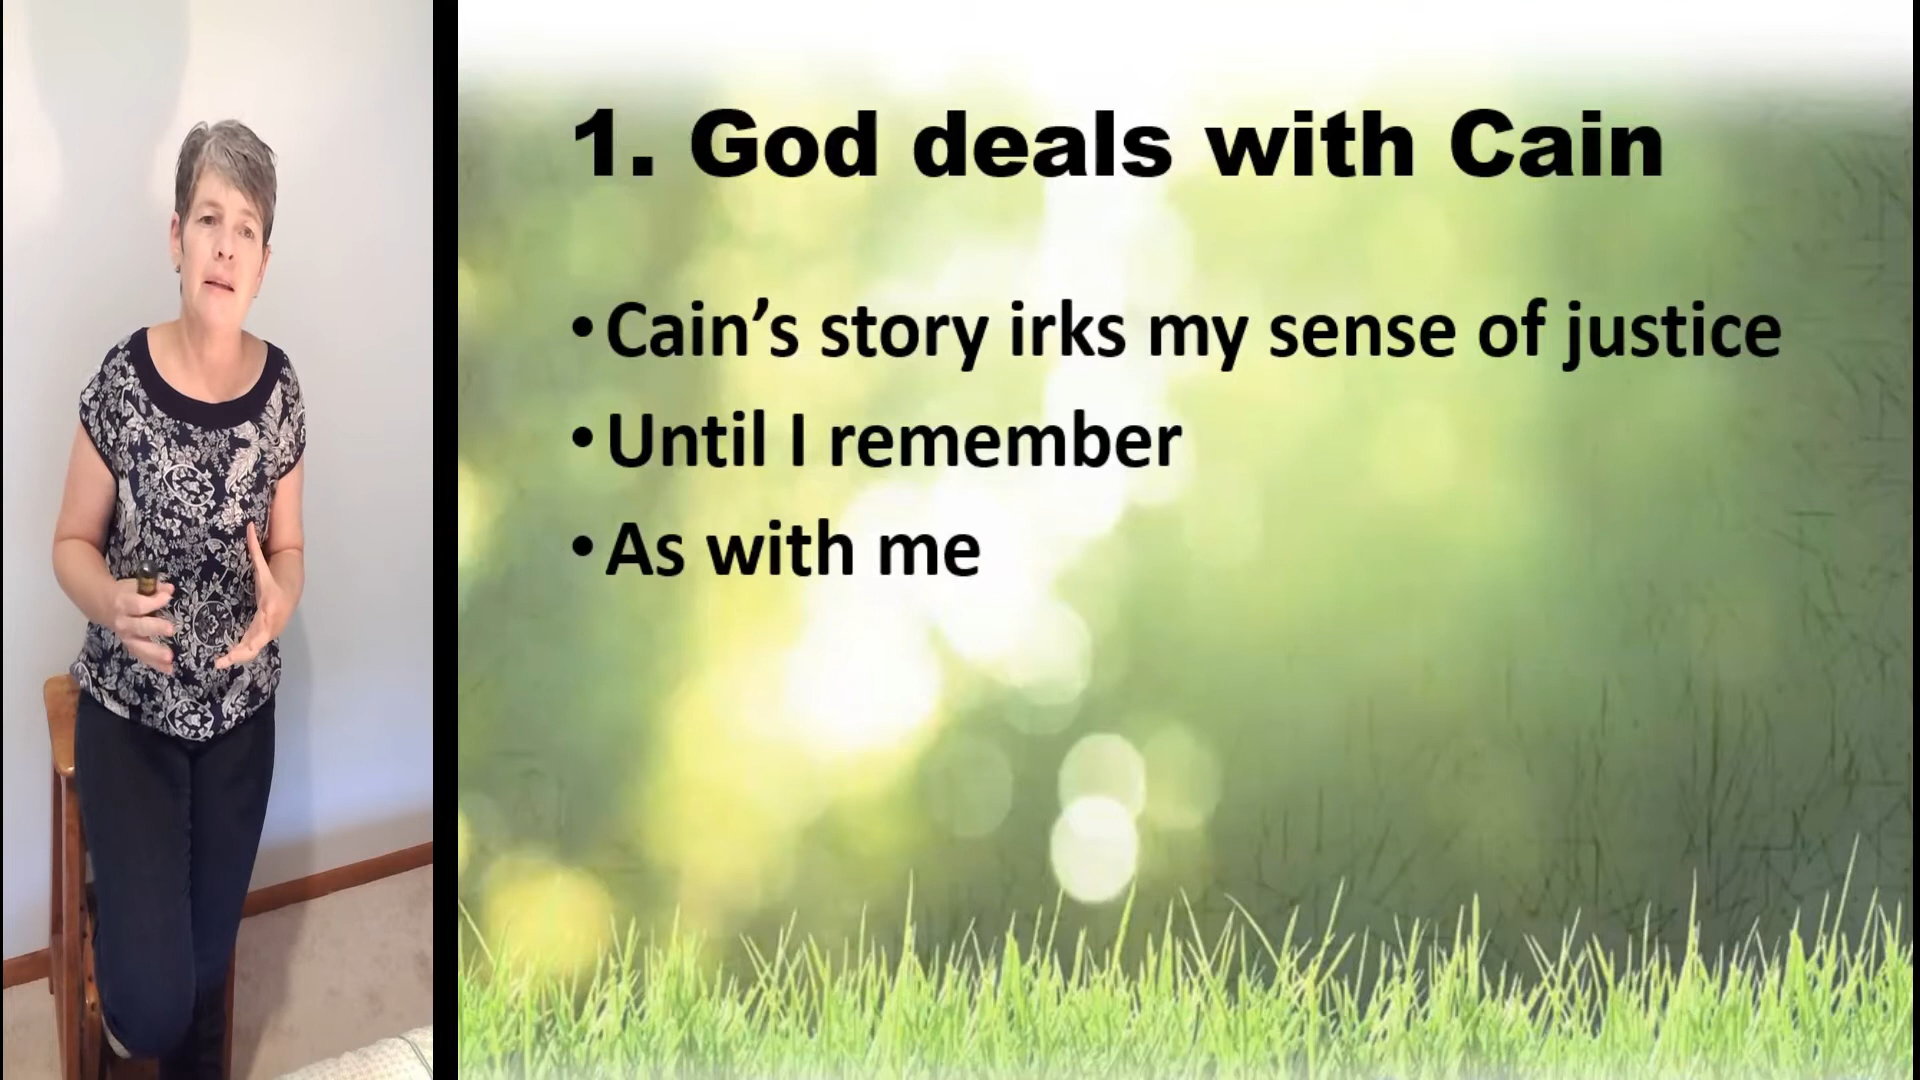 1. God deals with Cain
•Cain’s story irks my sense of justice
•Until I remember
•As with me